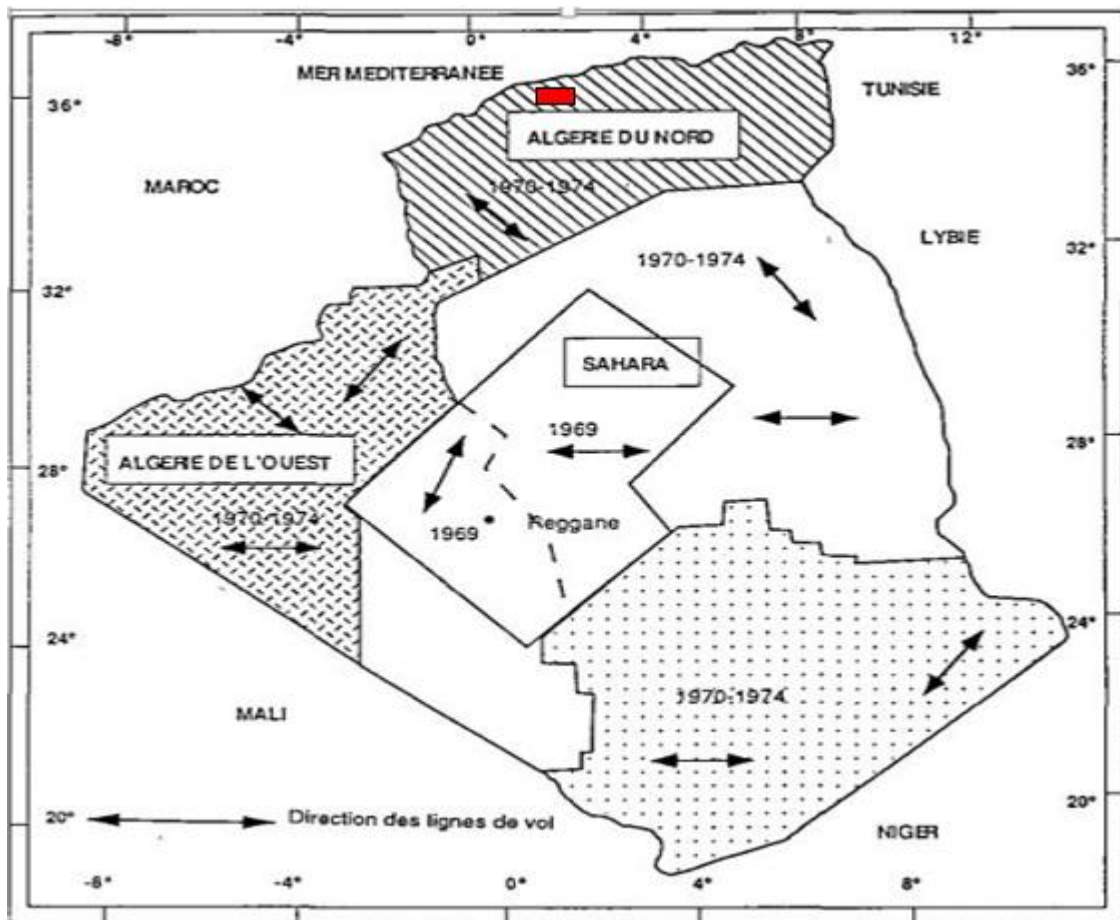 -8° -4° 0° 4° 8° 12°
MER MEDITERRANEE
TUNISIE
36° 36°
ALGERIE DU NORD
MAROC
1970-1974
LYBIE
32° 32°
1970-1974
SAHARA
1969
28° 28°
ALGERIE DE L'OUEST
1970-1974
1969
Reggane
24° 24°
1970-1974
MALI
20° 20°
Direction des lignes de vol
NIGER
-6° -4° 0° 4° 8°